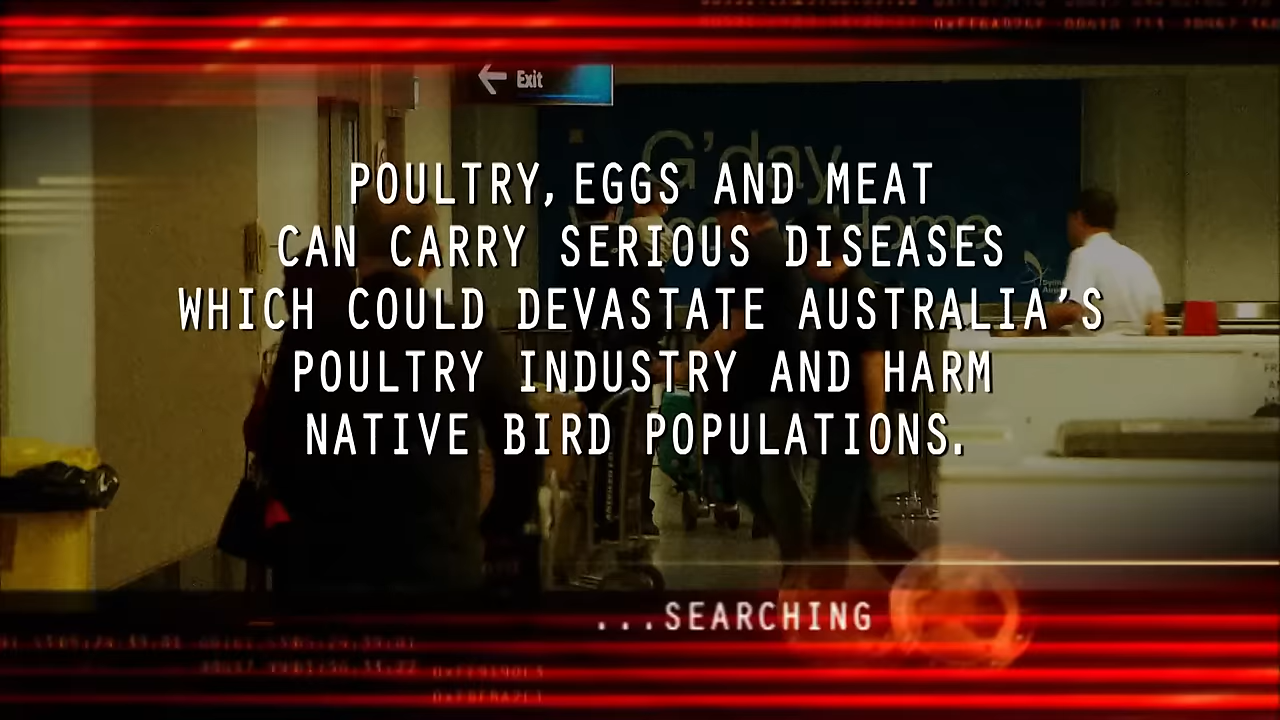 Exit
G'day
POULTRY, EGGS AND MEAT
CAN CARRY SERIOUS DISEASES
WHICH COULD DEVASTATE AUSTRALIA'S
POULTRY INDUSTRY AND HARM
NATIVE BIRD POPULATIONS.
...SEARCHING